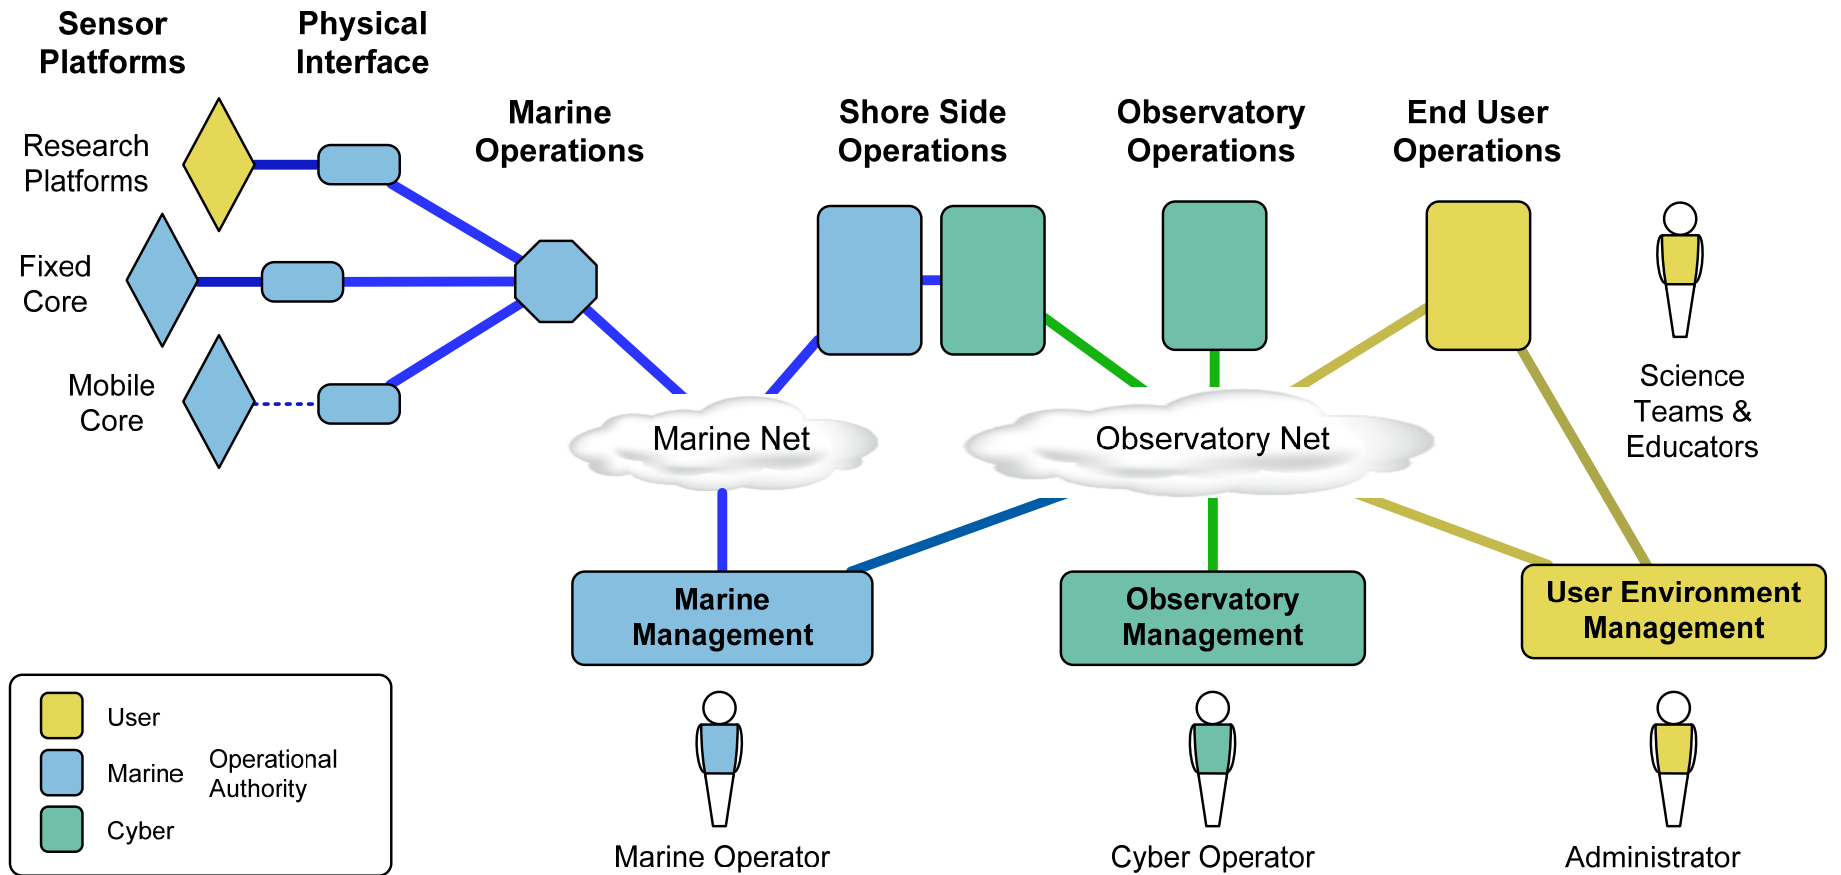 Sensor
Platforms
Physical
Interface
Marine
Operations
Shore Side
Operations
Observatory
Operations
End User
Operations
Research
Platforms
Fixed
Core
Mobile
Core
Science
Teams &
Educators
Marine Net
Observatory Net
Marine
Management
Observatory
Management
User Environment
Management
User
Marine
Cyber
Operational
Authority
Marine Operator
Cyber Operator
Administrator